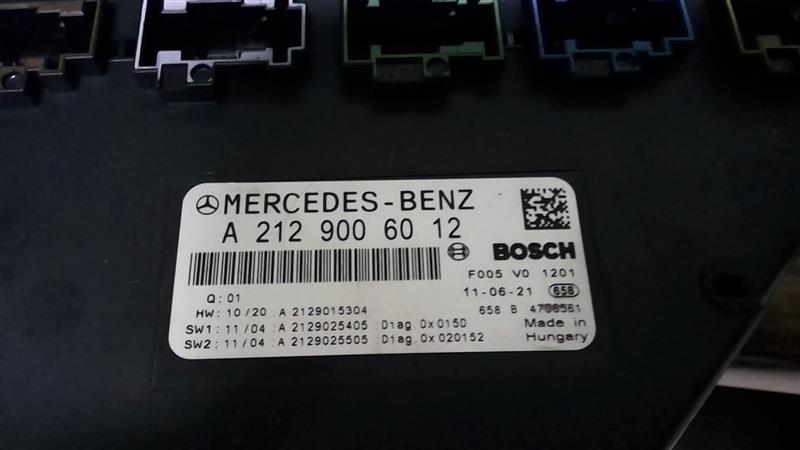 MERCEDES-BENZ
A 212 900 60 12
BOSCH
F005 V0 1201
Q: 01
11-06-21 658
HW: 10/20 : A 2129015304
658 B
SW1: 11/04 : A 2129025405 :Diag.0x015D
Made in
SW2: 11/04 : A 2129025505 :Diag.0x020152
Hungary